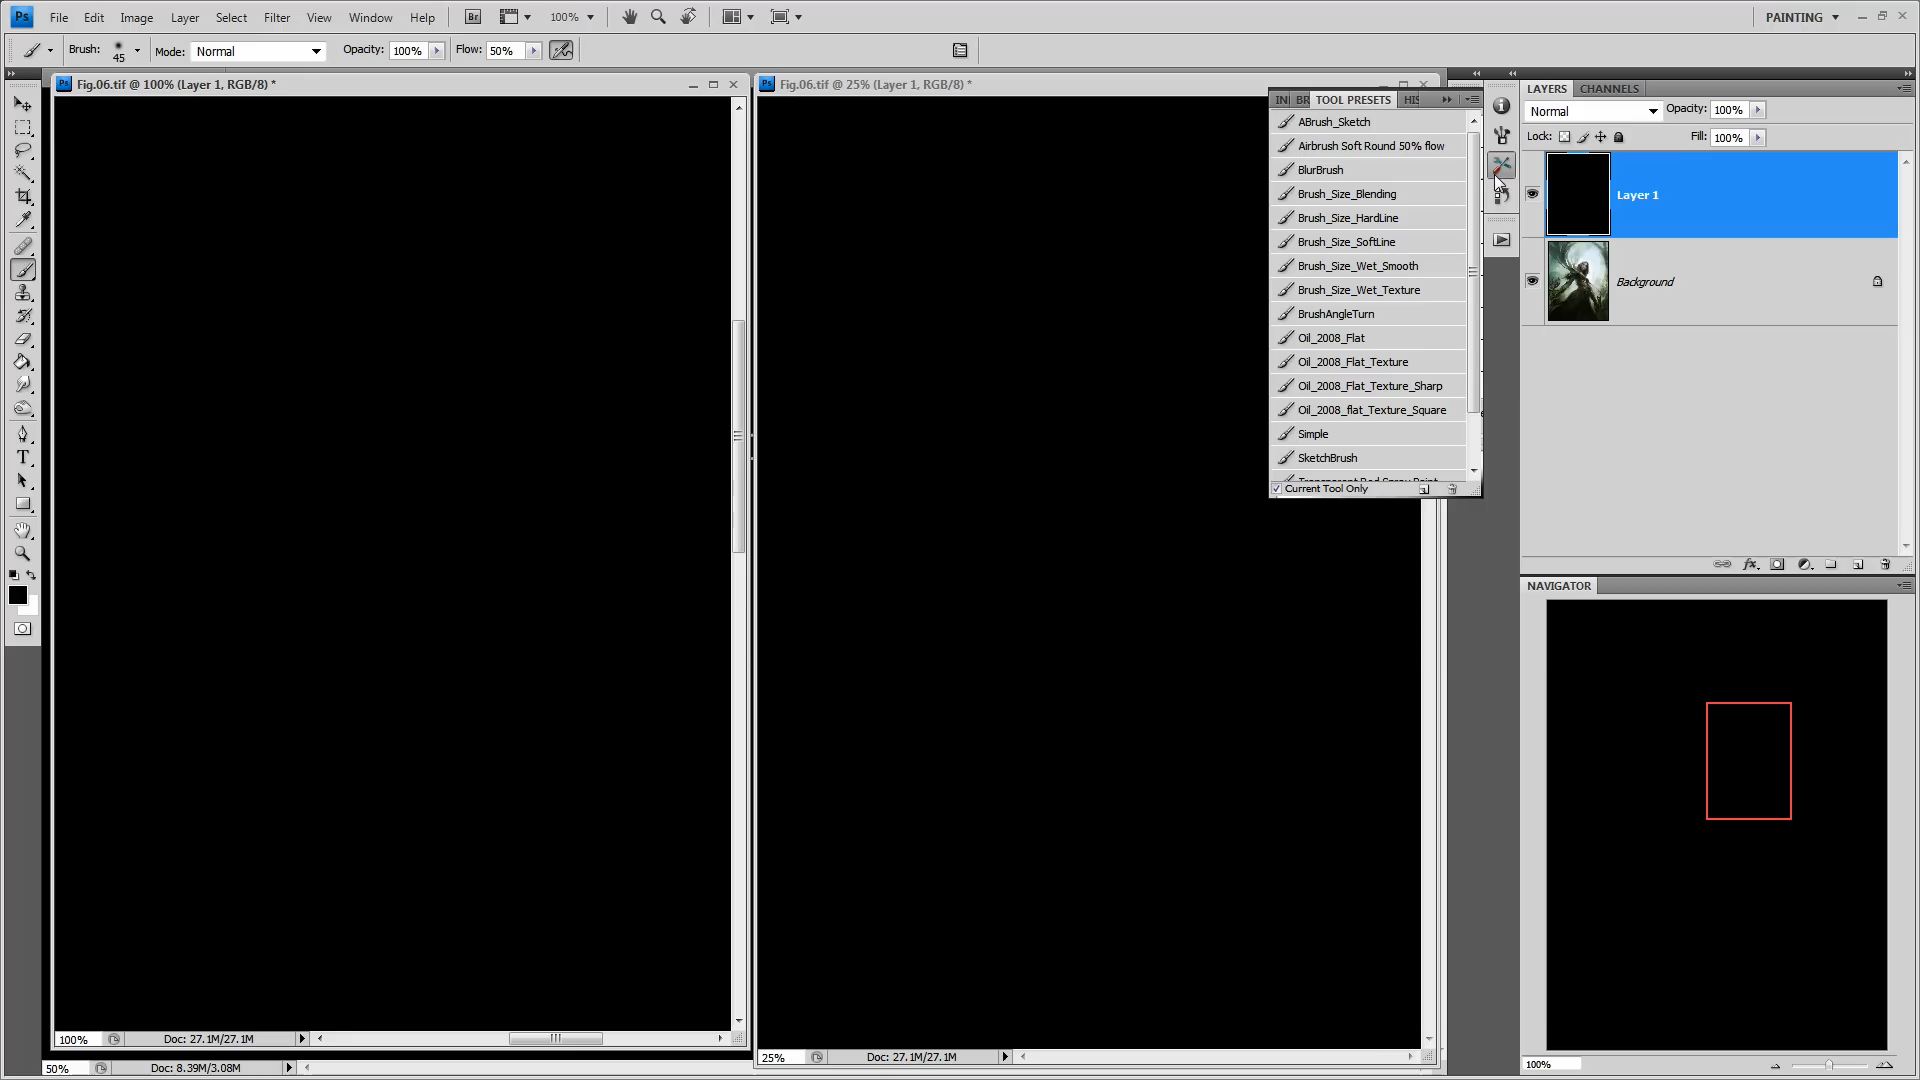 Ps File Edit Image Layer Select Filter View Window Help Br 100% PAINTING
Brush: 45 Mode: Normal Opacity: 100% Flow: 50%
Ps Fig.06.tif @ 100% (Layer 1, RGB/8) *
Ps Fig.06.tif @ 25% (Layer 1, RGB/8) *
IN BR TOOL PRESETS HIS
ABrush_Sketch
Airbrush Soft Round 50% flow
BlurBrush
Brush_Size_Blending
Brush_Size_HardLine
Brush_Size_SoftLine
Brush_Size_Wet_Smooth
Brush_Size_Wet_Texture
BrushAngleTurn
Oil_2008_Flat
Oil_2008_Flat_Texture
Oil_2008_Flat_Texture_Sharp
Oil_2008_flat_Texture_Square
Simple
SketchBrush
Current Tool Only
LAYERS CHANNELS
Normal Opacity: 100%
Lock: Fill: 100%
Layer 1
Background
fx
NAVIGATOR
100%
T
100% Doc: 27.1M/27.1M
25% Doc: 27.1M/27.1M
50% Doc: 8.39M/3.08M